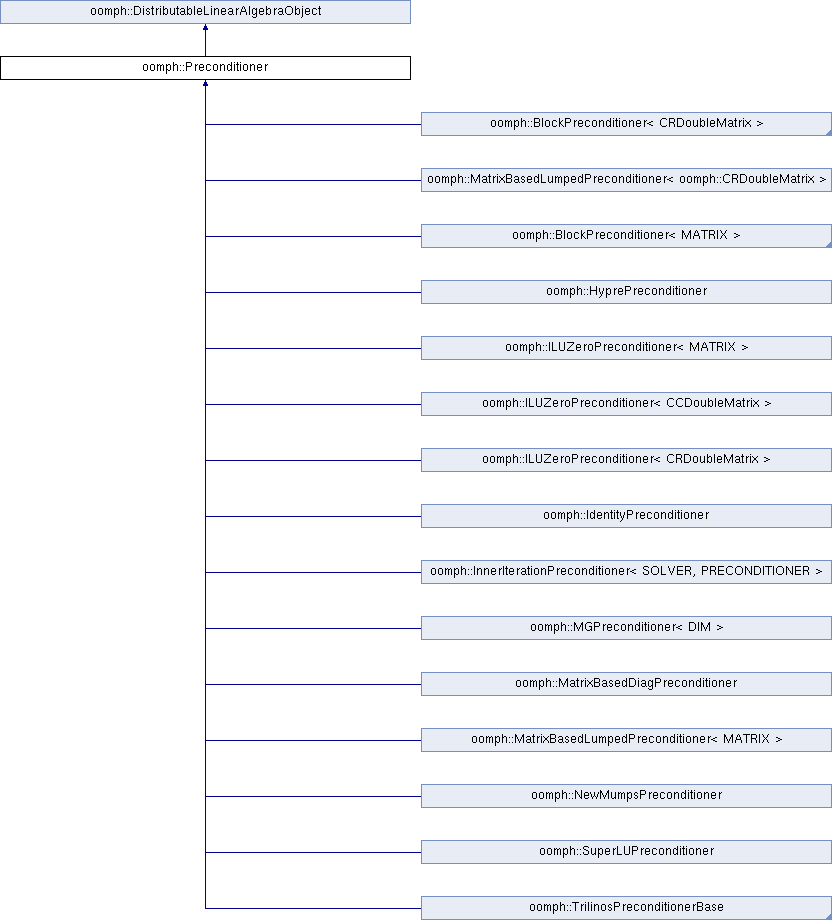 oomph::DistributableLinearAlgebraObject
oomph::Preconditioner
oomph::BlockPreconditioner< CRDoubleMatrix >
oomph::MatrixBasedLumpedPreconditioner< oomph::CRDoubleMatrix >
oomph::BlockPreconditioner< MATRIX >
oomph::HyprePreconditioner
oomph::ILUZeroPreconditioner< MATRIX >
oomph::ILUZeroPreconditioner< CCDoubleMatrix >
oomph::ILUZeroPreconditioner< CRDoubleMatrix >
oomph::IdentityPreconditioner
oomph::InnerIterationPreconditioner< SOLVER, PRECONDITIONER >
oomph::MGPreconditioner< DIM >
oomph::MatrixBasedDiagPreconditioner
oomph::MatrixBasedLumpedPreconditioner< MATRIX >
oomph::NewMumpsPreconditioner
oomph::SuperLUPreconditioner
oomph::TrilinosPreconditionerBase